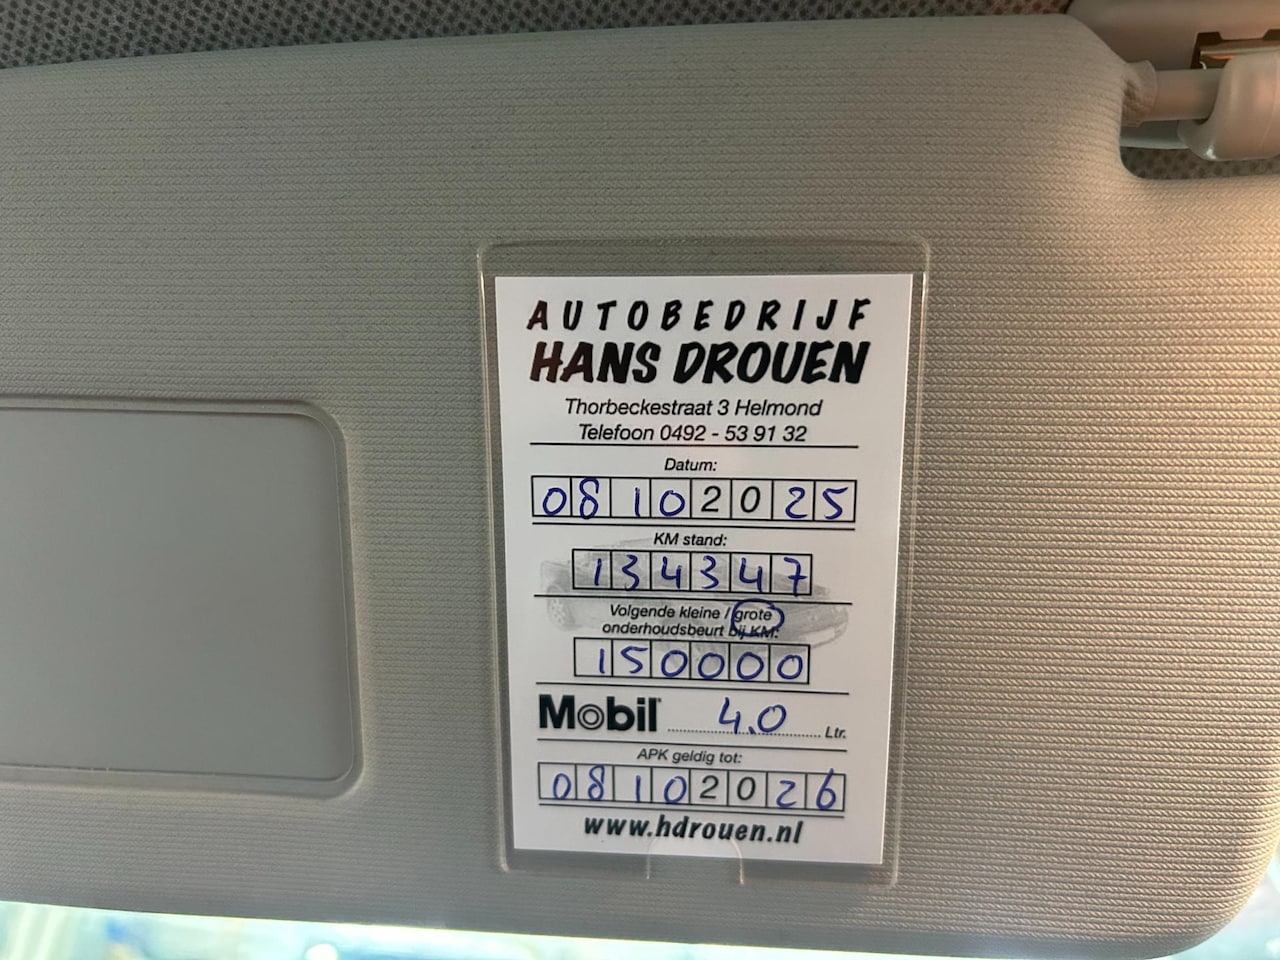 AUTOBEDRIJF
HANS DROUEN
Thorbeckestraat 3 Helmond
Telefoon 0492 - 53 91 32
Datum:
08102025
KM stand:
134347
Volgende kleine / grote
onderhoudsbeurt bij KM:
150000
Mobil 4.0 Ltr.
APK geldig tot:
08102026
www.hdrouen.nl